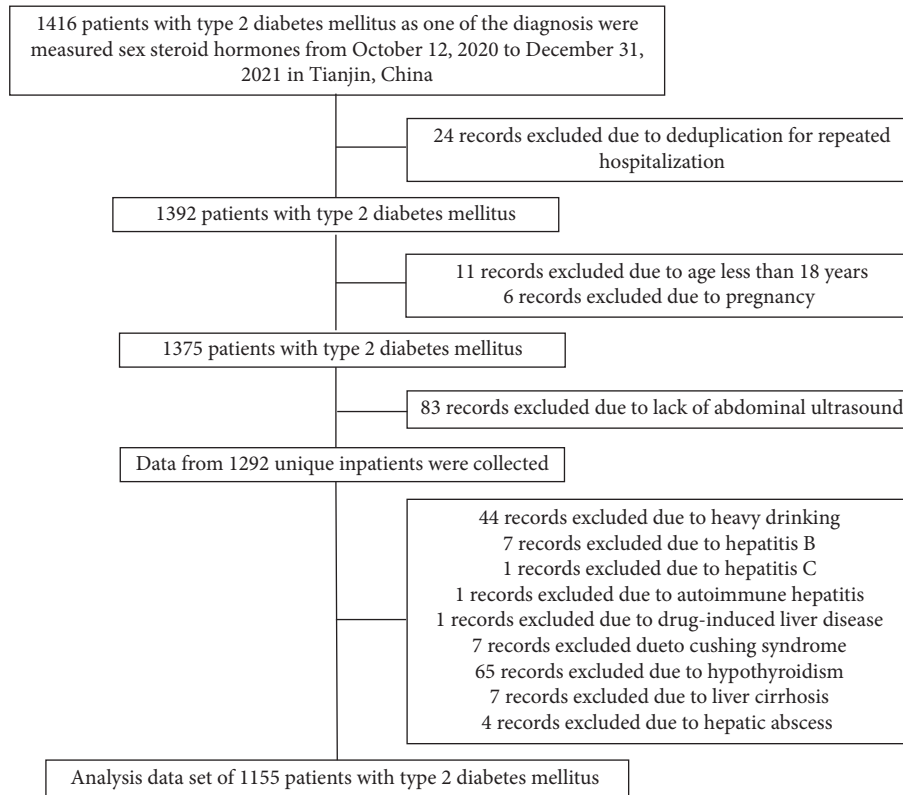 1416 patients with type 2 diabetes mellitus as one of the diagnosis were
measured sex steroid hormones from October 12, 2020 to December 31,
2021 in Tianjin, China
24 records excluded due to deduplication for repeated
hospitalization
1392 patients with type 2 diabetes mellitus
11 records excluded due to age less than 18 years
6 records excluded due to pregnancy
1375 patients with type 2 diabetes mellitus
83 records excluded due to lack of abdominal ultrasound
Data from 1292 unique inpatients were collected
44 records excluded due to heavy drinking
7 records excluded due to hepatitis B
1 records excluded due to hepatitis C
1 records excluded due to autoimmune hepatitis
1 records excluded due to drug-induced liver disease
7 records excluded dueto cushing syndrome
65 records excluded due to hypothyroidism
7 records excluded due to liver cirrhosis
4 records excluded due to hepatic abscess
Analysis data set of 1155 patients with type 2 diabetes mellitus